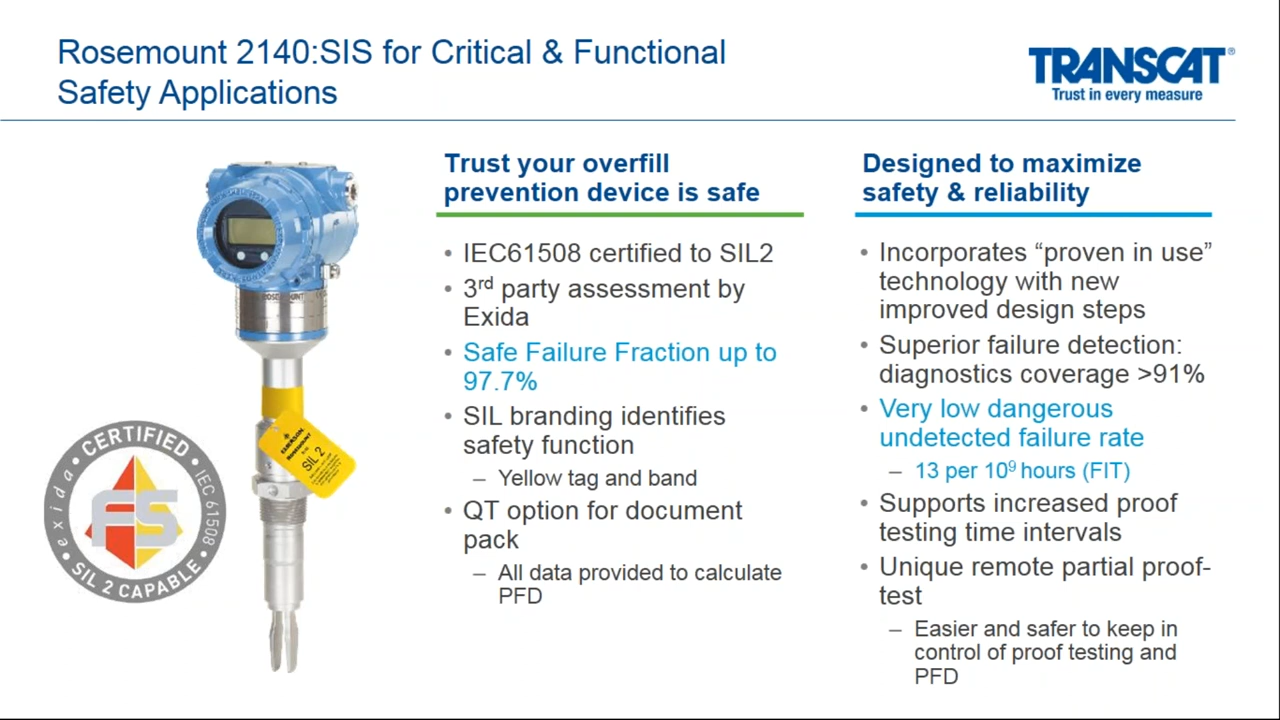 Rosemount 2140:SIS for Critical & Functional
Safety Applications
TRANSCAT®
Trust in every measure
Trust your overfill
prevention device is safe
• IEC61508 certified to SIL2
• 3rd party assessment by
Exida
• Safe Failure Fraction up to
97.7%
• SIL branding identifies
safety function
– Yellow tag and band
• QT option for document
pack
– All data provided to calculate
PFD
Designed to maximize
safety & reliability
• Incorporates “proven in use”
technology with new
improved design steps
• Superior failure detection:
diagnostics coverage >91%
• Very low dangerous
undetected failure rate
– 13 per 10⁹ hours (FIT)
• Supports increased proof
testing time intervals
• Unique remote partial proof-
test
– Easier and safer to keep in
control of proof testing and
PFD
ROSEMOUNT
EMERSON
SIL 2
CERTIFIED
exida
IEC 61508
FS
SIL 2 CAPABLE